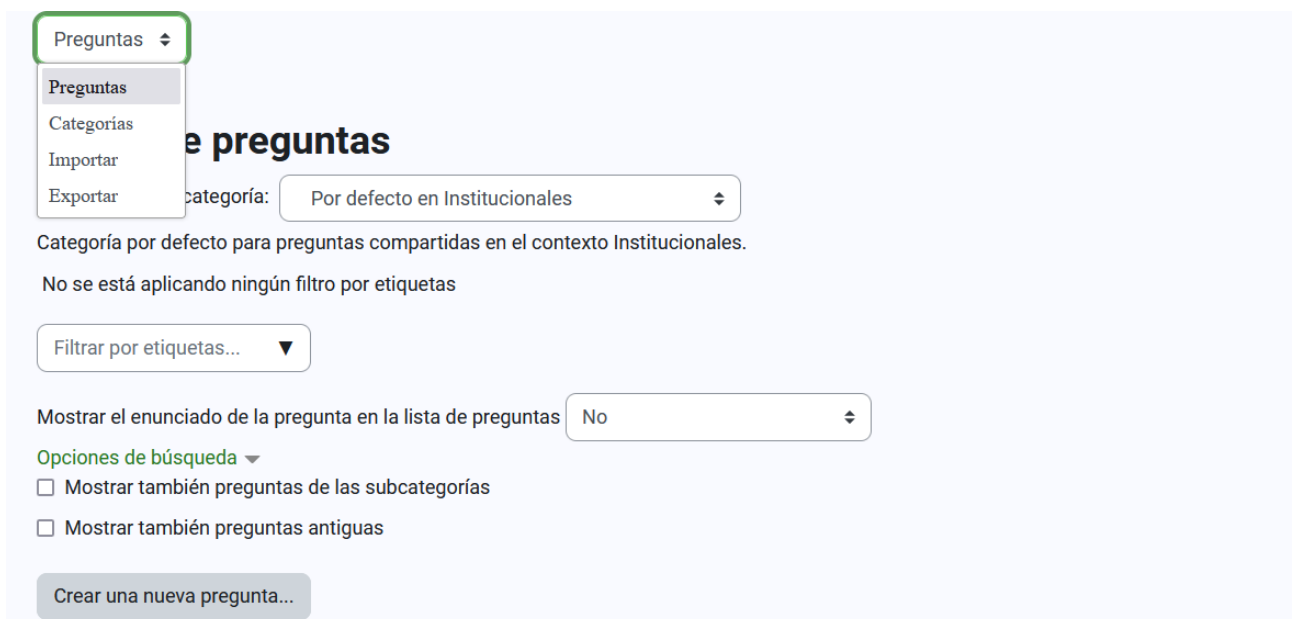 Preguntas
Preguntas
Categorías
Importar
Exportar
e preguntas
categoría: Por defecto en Institucionales
Categoría por defecto para preguntas compartidas en el contexto Institucionales.
No se está aplicando ningún filtro por etiquetas
Filtrar por etiquetas... ▼
Mostrar el enunciado de la pregunta en la lista de preguntas No
Opciones de búsqueda
Mostrar también preguntas de las subcategorías
Mostrar también preguntas antiguas
Crear una nueva pregunta...